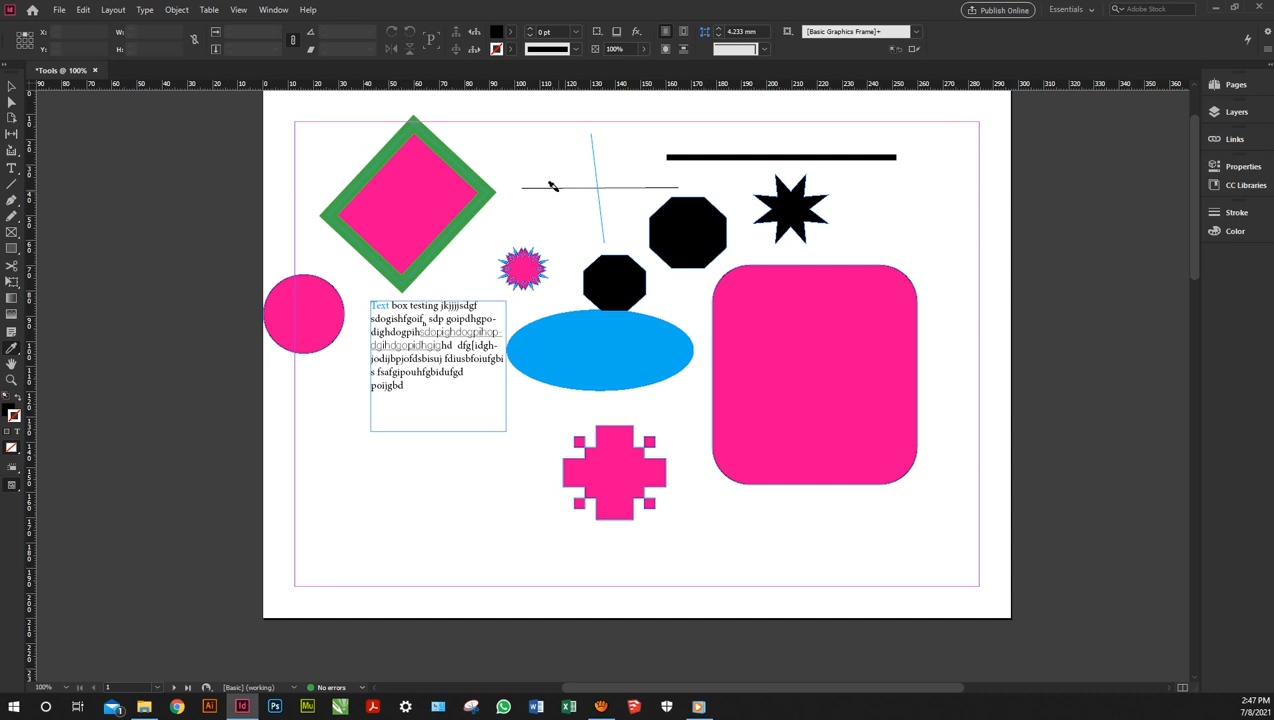 File Edit Layout Type Object Table View Window Help
Publish Online Essentials Adobe Stock
X: W: 0 pt 4.233 mm [Basic Graphics Frame]+
Y: H: 100%
*Tools @ 100% ×
Pages
Layers
Links
Properties
CC Libraries
Stroke
Color
Text box testing jkjjjsdgf
sdogishfgoif, sdp goipdhgpo-
dighdogpihsdopighdogpihop-
dgihdgopidhgighd dfg[idgh-
jodijbpjofdsbisuj fdiusbfoiufgbi
s fsafgipouhfgbidufgd
poijgbd
100% 1 [Basic] (working) No errors
2:47 PM
7/8/2021